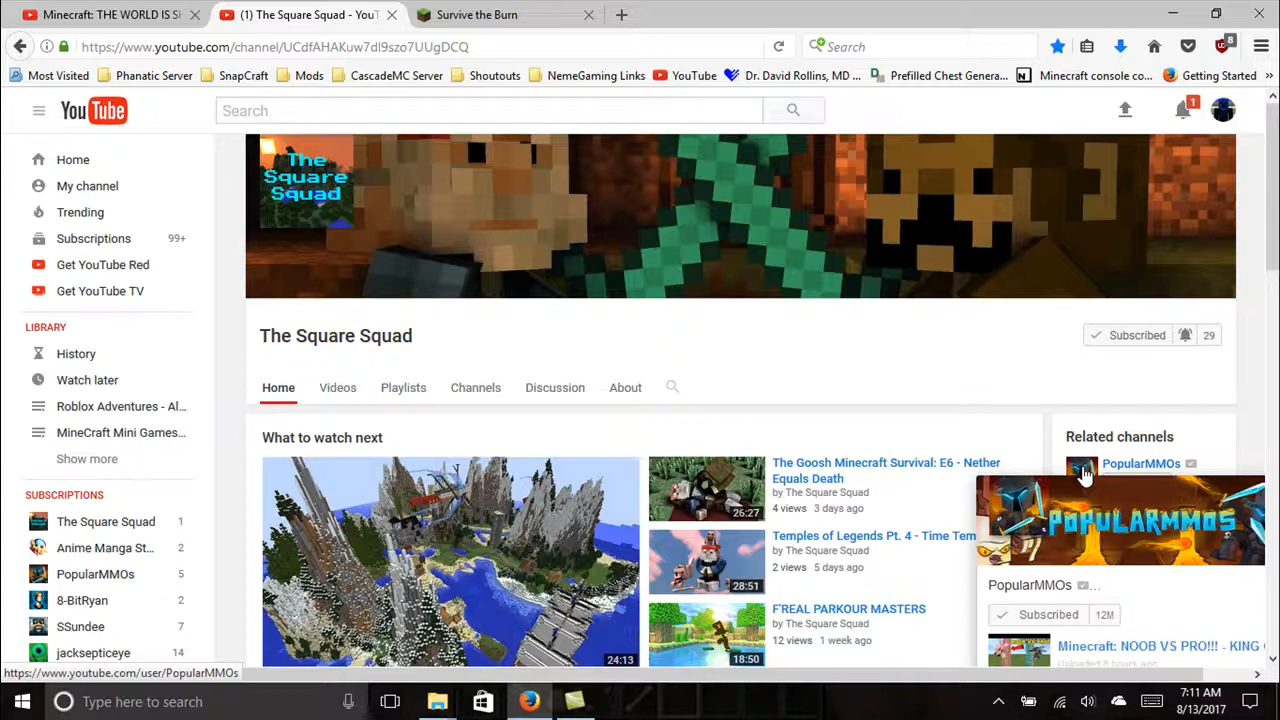 Minecraft: THE WORLD IS SH
(1) The Square Squad - YouT
Survive the Burn
https://www.youtube.com/channel/UCdfAHAKuw7dI9szo7UUgDCQ
Search
8
Most Visited
Phanatic Server
SnapCraft
Mods
CascadeMC Server
Shoutouts
NemeGaming Links
YouTube
Dr. David Rollins, MD ...
Prefilled Chest Genera...
Minecraft console co...
Getting Started
YouTube
Search
1
Home
My channel
Trending
Subscriptions 99+
Get YouTube Red
Get YouTube TV
LIBRARY
History
Watch later
Roblox Adventures - Al...
MineCraft Mini Games...
Show more
SUBSCRIPTIONS
The Square Squad 1
Anime Manga St... 2
PopularMMOs 5
8-BitRyan 2
SSundee 7
jacksepticeye 14
https://www.youtube.com/user/PopularMMOs
The
Square
Squad
The Square Squad
Subscribed 29
Home
Videos
Playlists
Channels
Discussion
About
What to watch next
24:13
The Goosh Minecraft Survival: E6 - Nether
Equals Death
by The Square Squad
4 views 3 days ago
26:27
Temples of Legends Pt. 4 - Time Tem
by The Square Squad
2 views 5 days ago
28:51
F'REAL PARKOUR MASTERS
by The Square Squad
12 views 1 week ago
18:50
Related channels
PopularMMOs
POPULARMMOS
PopularMMOs ...
Subscribed 12M
Minecraft: NOOB VS PRO!!! - KING
Uploaded 8 hours ago
Type here to search
7:11 AM
8/13/2017